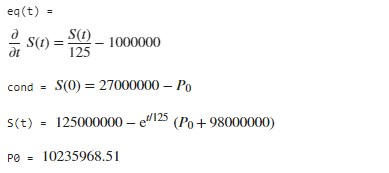 eq(t) =
∂/∂t S(t) = S(t)/125 − 1000000
cond = S(0) = 27000000 − P₀
S(t) = 125000000 − e^(t/125) (P₀ + 98000000)
P0 = 10235968.51